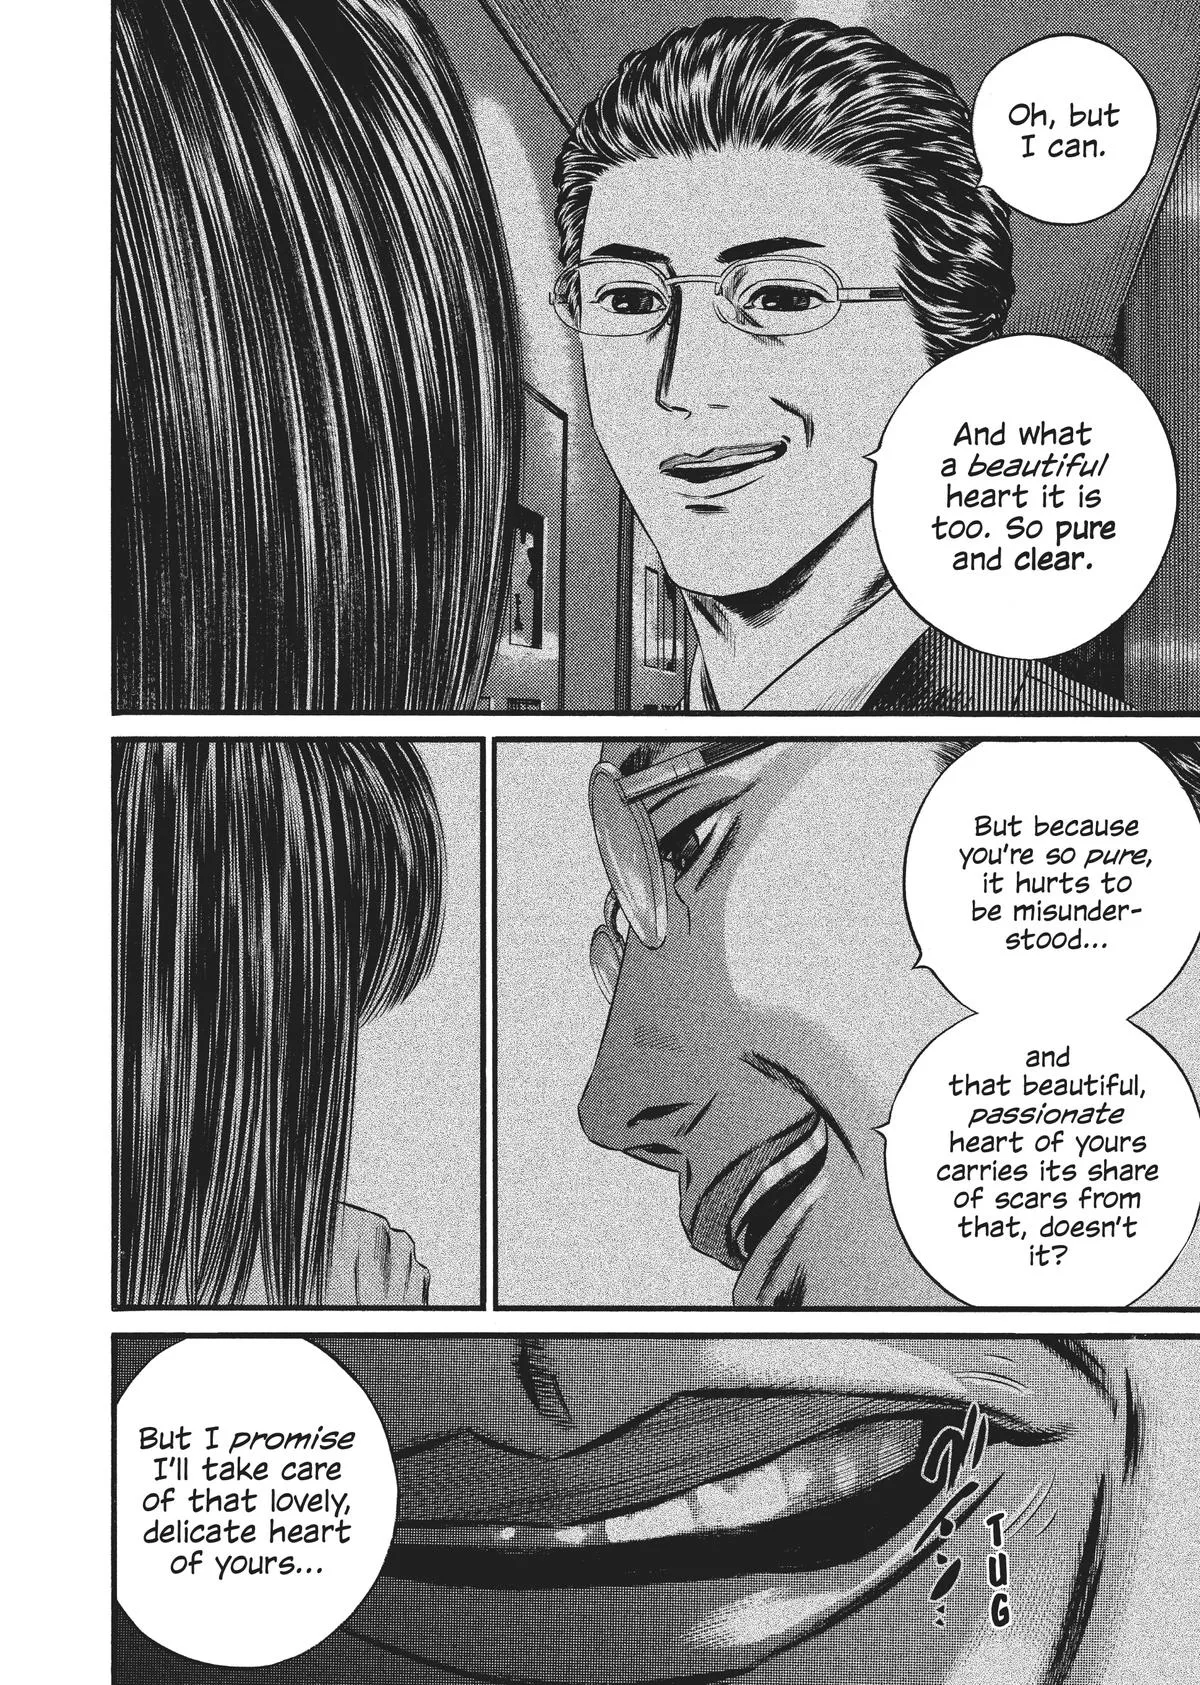 Oh, but
I can.
And what
a beautiful
heart it is
too. So pure
and clear.
But because
you're so pure,
it hurts to
be misunder-
stood...
and
that beautiful,
passionate
heart of yours
carries its share
of scars from
that, doesn't
it?
But I promise
I'll take care
of that lovely,
delicate heart
of yours...
TUG